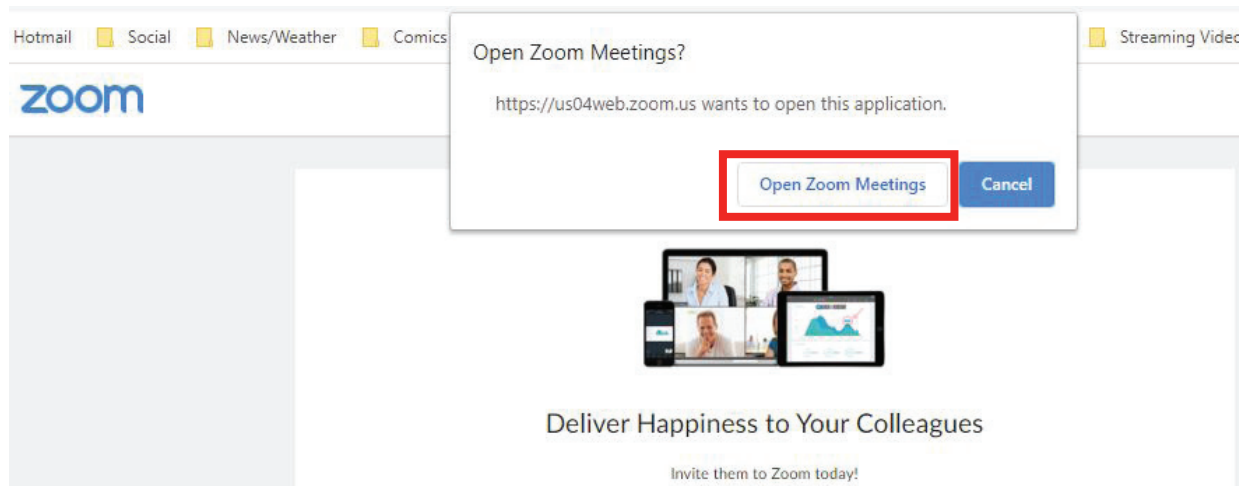 Hotmail Social News/Weather Comics Streaming Vide
zoom
Open Zoom Meetings?
https://us04web.zoom.us wants to open this application.
Open Zoom Meetings Cancel
Deliver Happiness to Your Colleagues
Invite them to Zoom today!